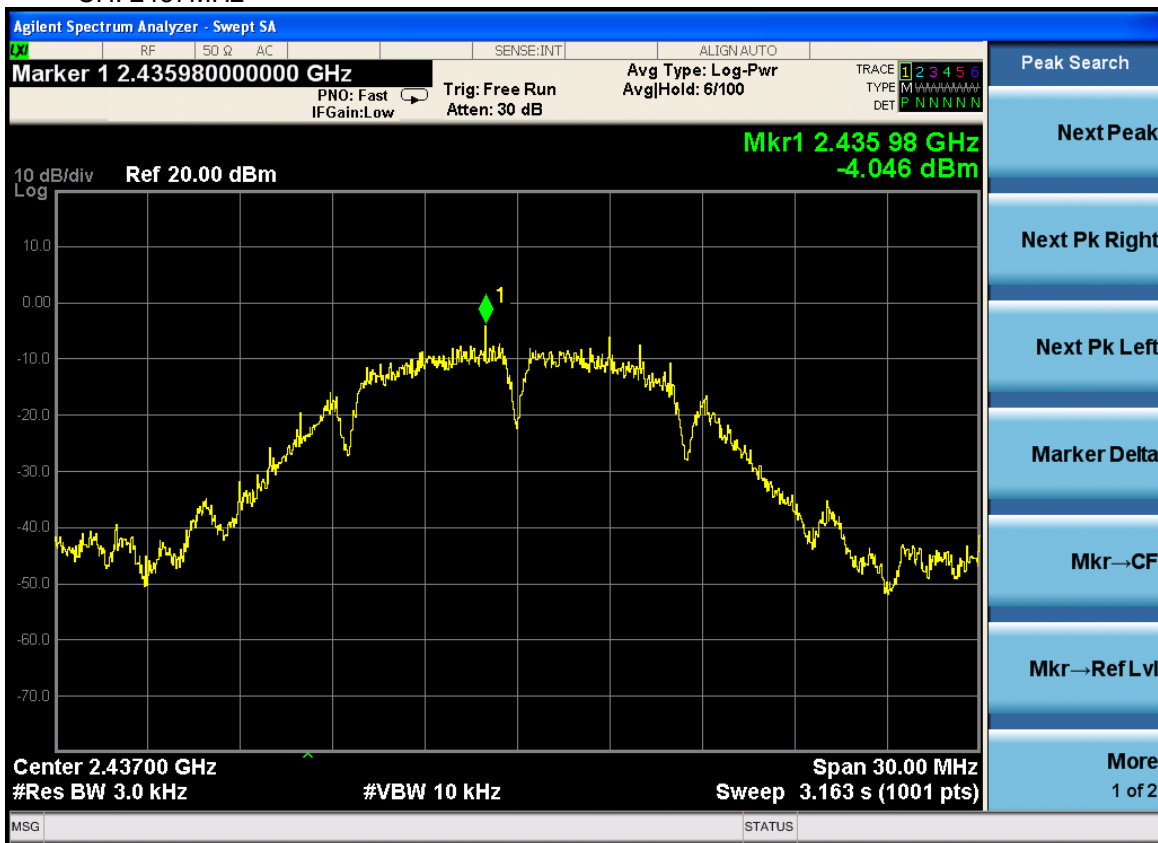 Agilent Spectrum Analyzer - Swept SA
LXI RF 50 Ω AC SENSE:INT ALIGN AUTO
Marker 1 2.435980000000 GHz
PNO: Fast
IFGain:Low
Trig: Free Run
Atten: 30 dB
Avg Type: Log-Pwr
Avg|Hold: 6/100
TRACE 1 2 3 4 5 6
TYPE M
DET P N N N N N
Mkr1 2.435 98 GHz
-4.046 dBm
10 dB/div Ref 20.00 dBm
Log
10.0
0.00
-10.0
-20.0
-30.0
-40.0
-50.0
-60.0
-70.0
1
Center 2.43700 GHz Span 30.00 MHz
#Res BW 3.0 kHz #VBW 10 kHz Sweep 3.163 s (1001 pts)
MSG STATUS
Peak Search
Next Peak
Next Pk Right
Next Pk Left
Marker Delta
Mkr→CF
Mkr→Ref Lvl
More
1 of 2